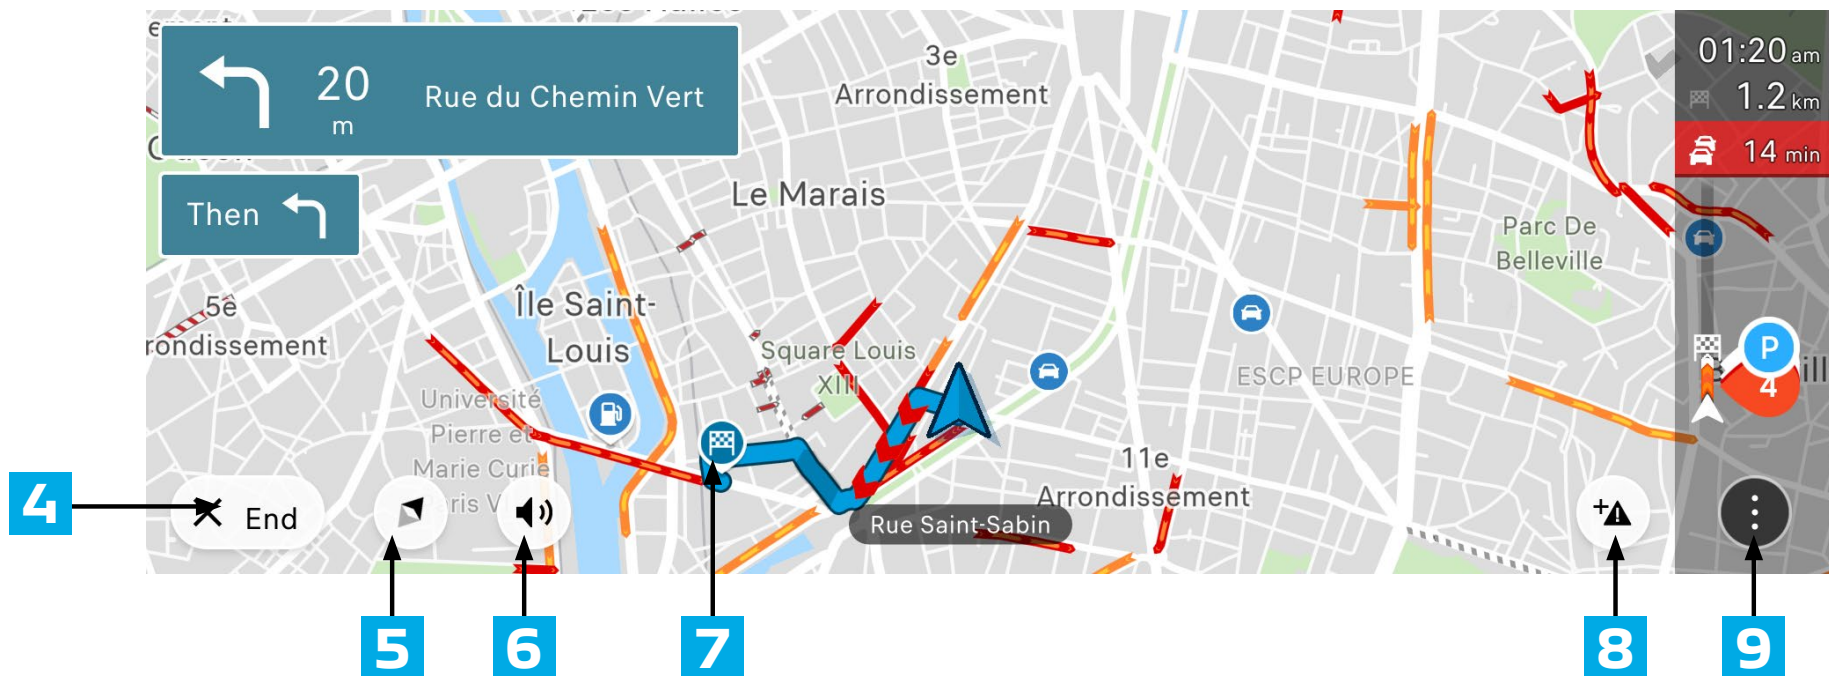 3e
Arrondissement
20
m
Rue du Chemin Vert
Then
01:20 am
1.2 km
14 min
Le Marais
Parc De
Belleville
Île Saint-
Louis
5e
rondissement
Square Louis
XIII
ESCP EUROPE
P
4
ill
Université
Pierre et
Marie Curie
ris V
11e
Arrondissement
End
Rue Saint-Sabin
4
5
6
7
8
9